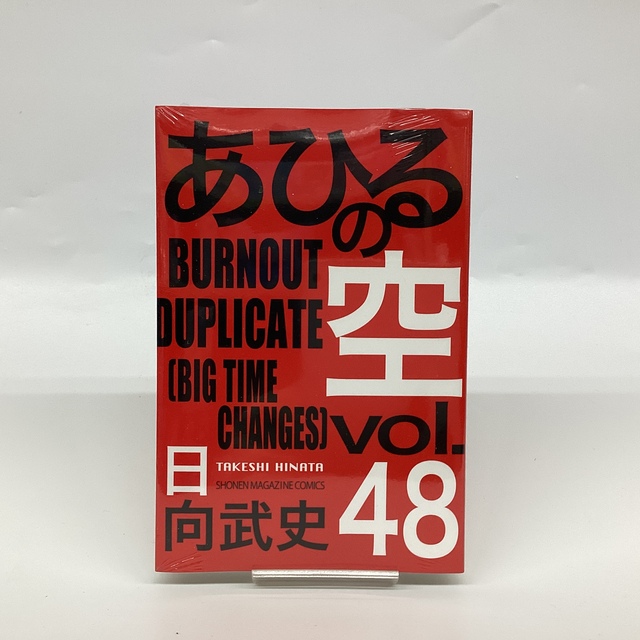 あひるの空
BURNOUT
DUPLICATE
(BIG TIME
CHANGES)
vol.
48
TAKESHI HINATA
SHONEN MAGAZINE COMICS
日向武史